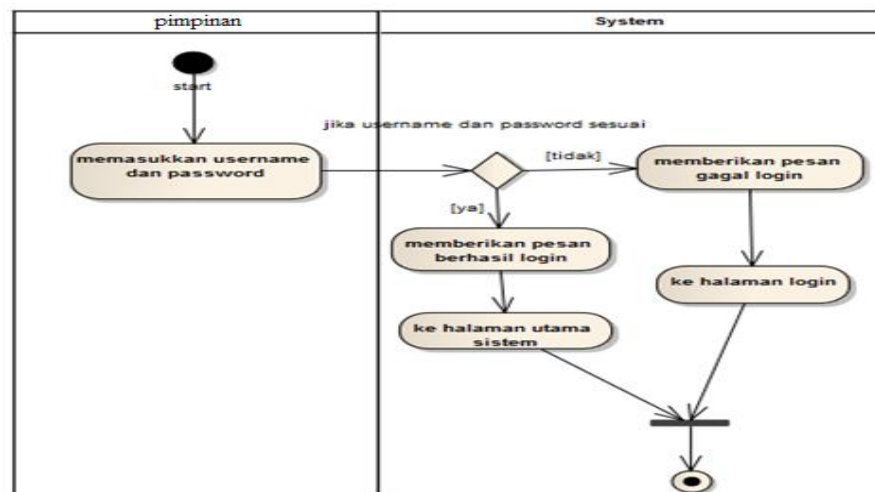 pimpinan
System
start
jika username dan password sesuai
memasukkan username
dan password
[tidak]
memberikan pesan
gagal login
[ya]
memberikan pesan
berhasil login
ke halaman login
ke halaman utama
sistem